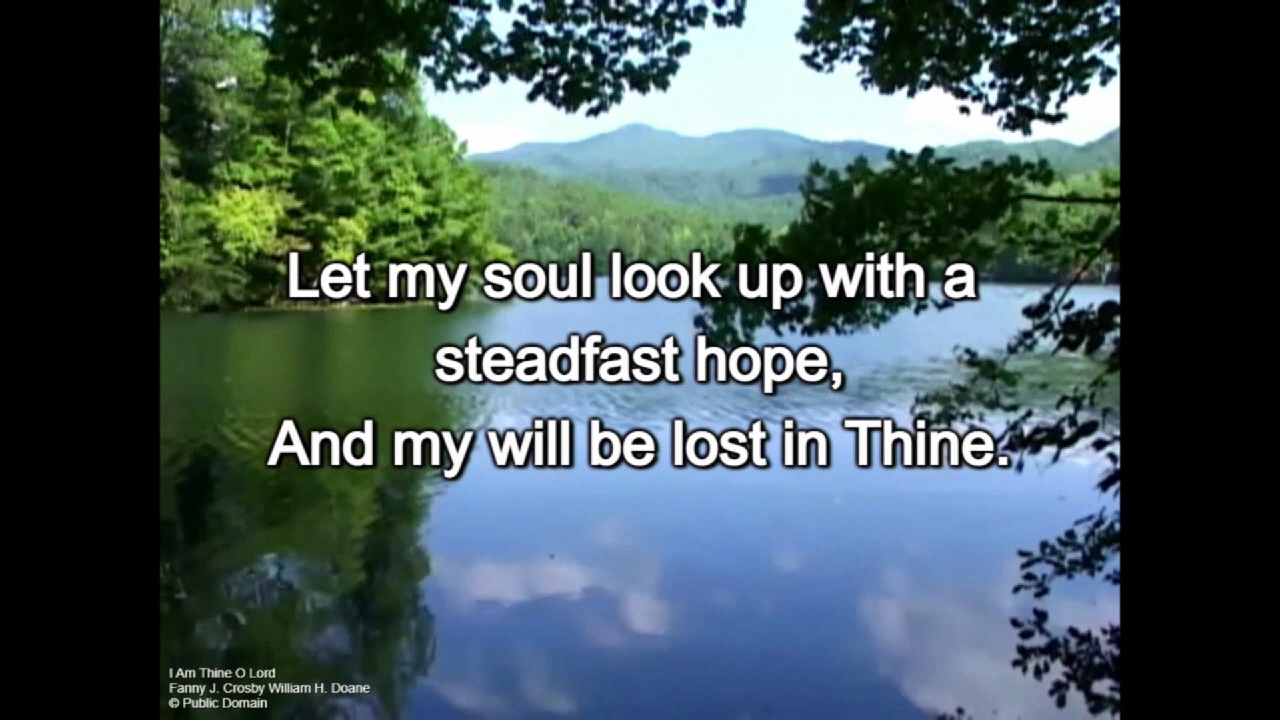 Let my soul look up with a
steadfast hope,
And my will be lost in Thine.
I Am Thine O Lord
Fanny J. Crosby William H. Doane
© Public Domain